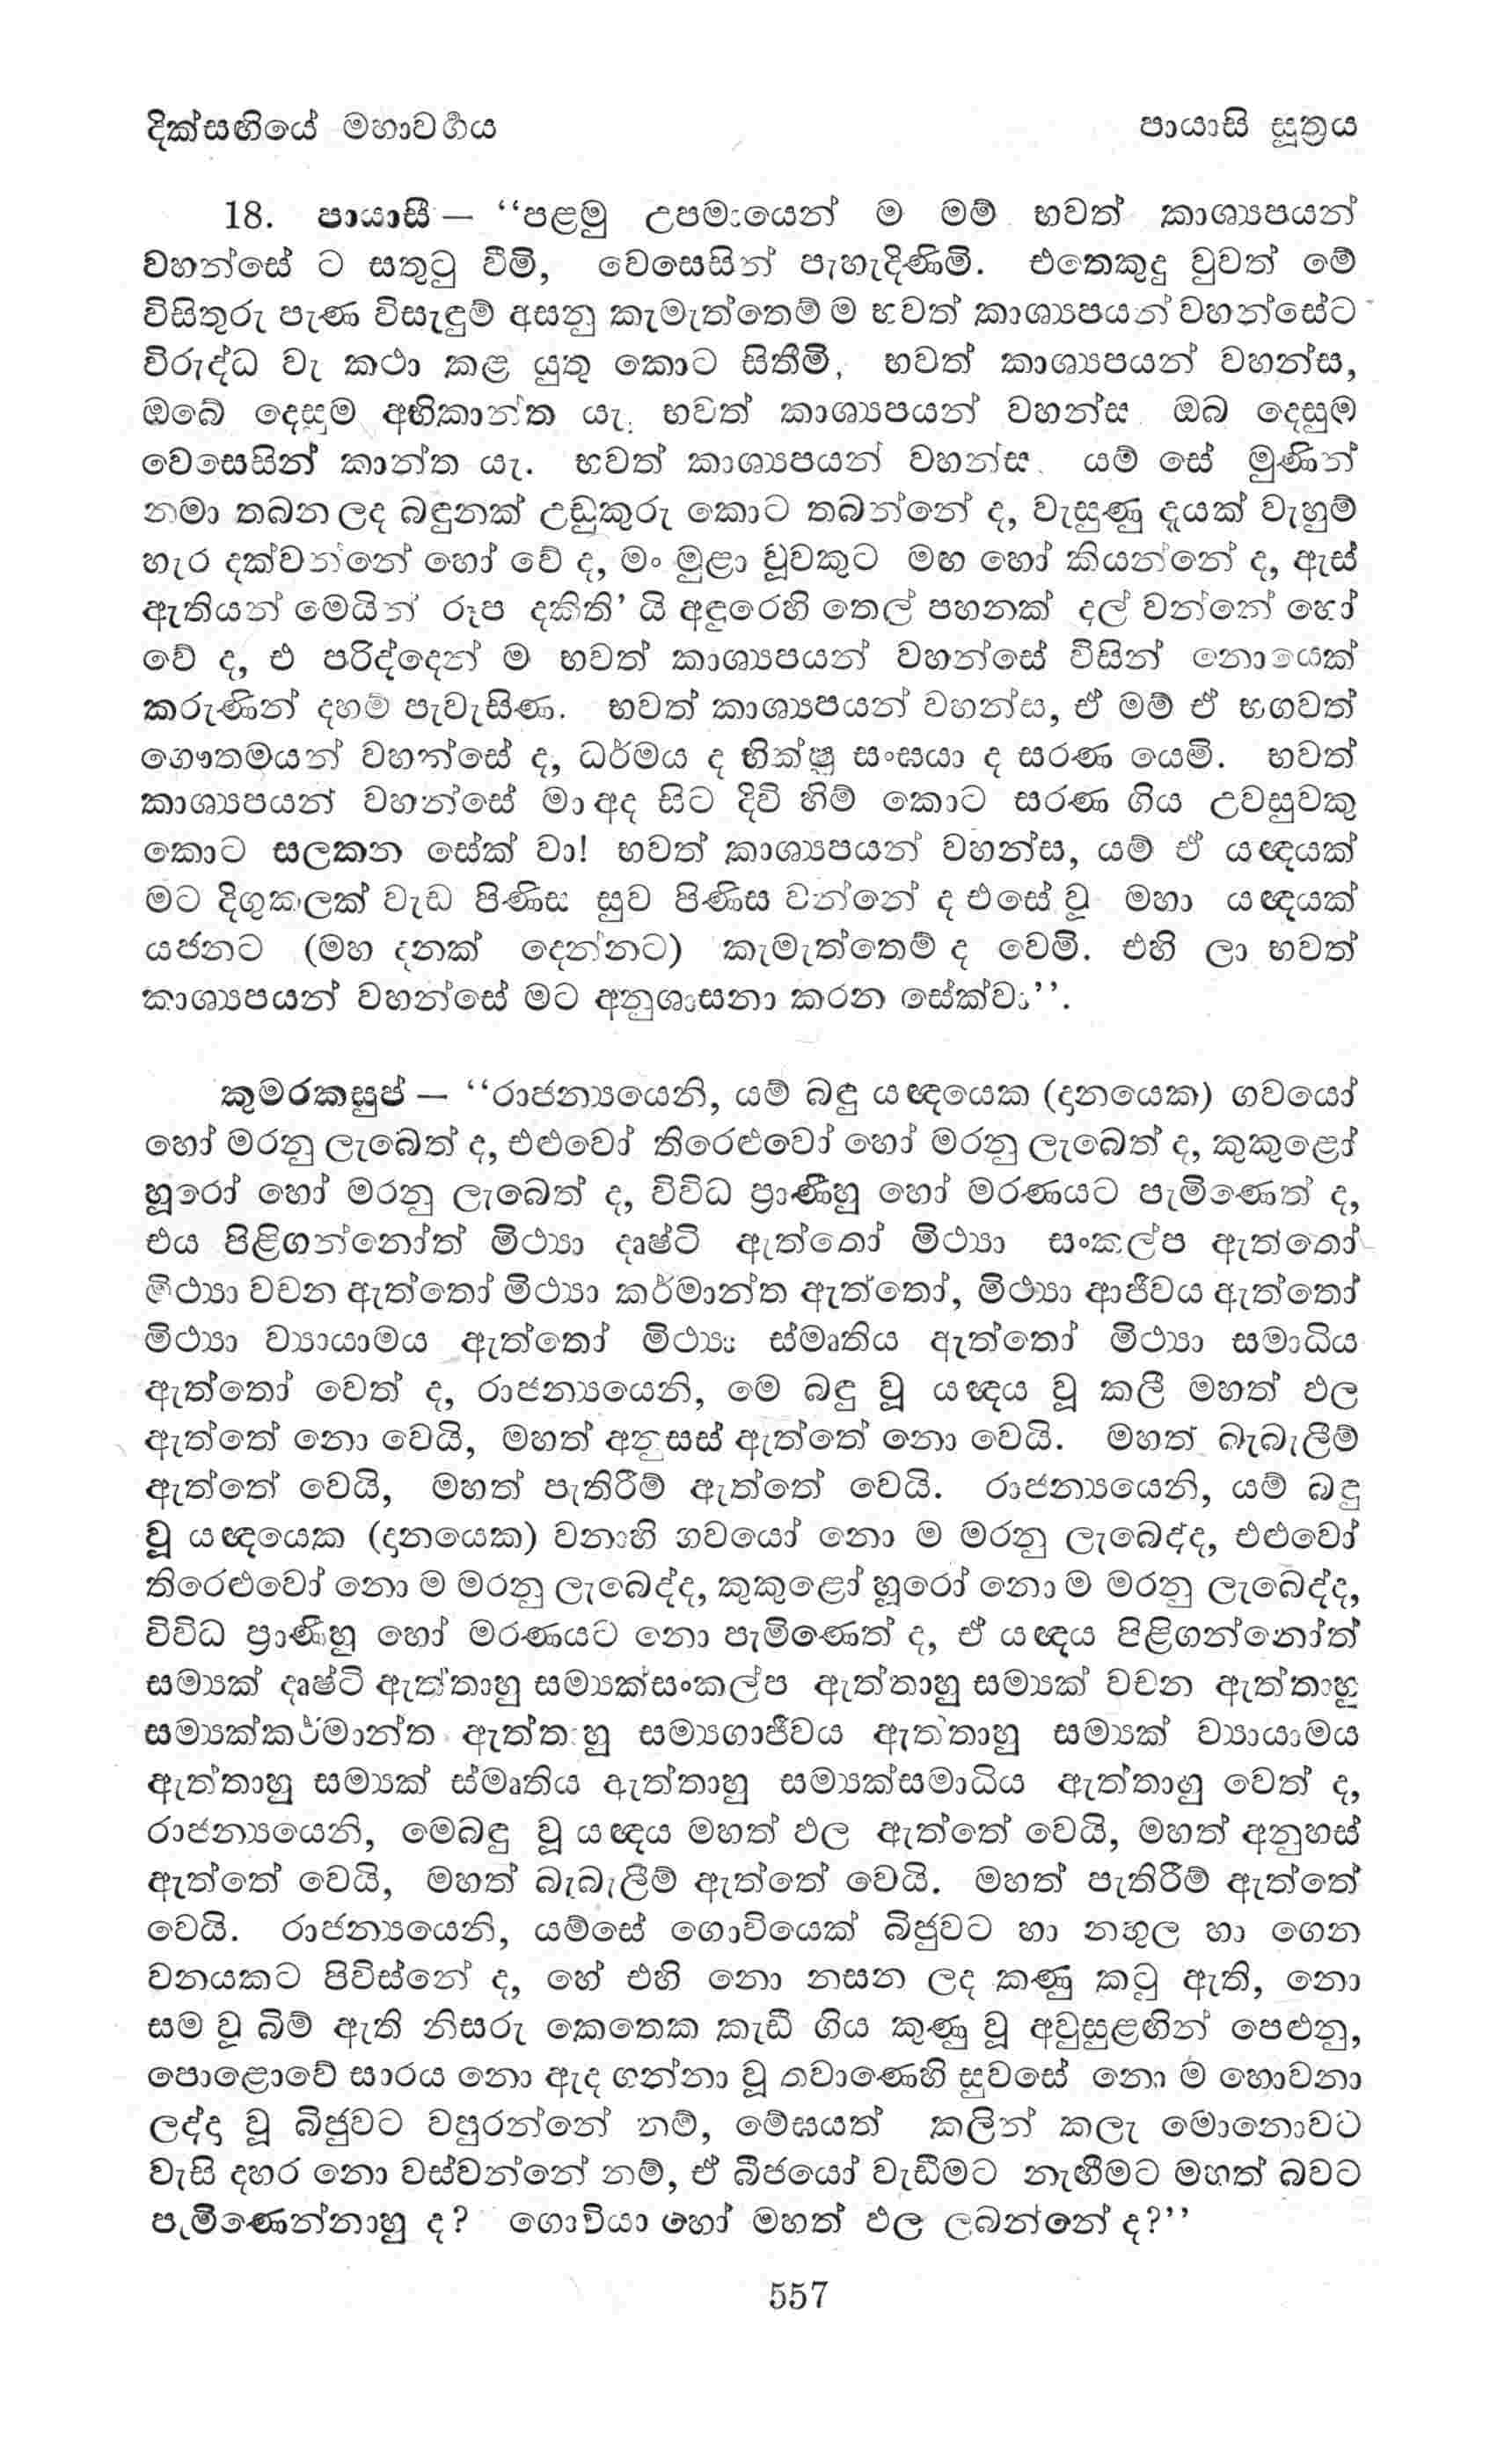 දික්සඟියේ මහාවර්‍ගය
පායාසි සූත්‍රය
18. පායාසී — ‘‘පළමු උපමායෙන් ම මම් භවත් කාශ්‍යපයන්
වහන්සේ ට සතුටු වීමි, වෙසෙසින් පැහැදිණිමි. එතෙකුදු වුවත් මේ
විසිතුරු පැණ විසැඳුම් අසනු කැමැත්තෙම් ම භවත් කාශ්‍යපයන් වහන්සේට
විරුද්ධ වැ කථා කළ යුතු කොට සිතීමි, භවත් කාශ්‍යපයන් වහන්ස,
ඔබේ දෙසුම අභිකාන්ත යැ. භවත් කාශ්‍යපයන් වහන්ස ඔබ දෙසුම
වෙසෙසින් කාන්ත යැ. භවත් කාශ්‍යපයන් වහන්ස. යම් සේ මුණින්
නමා තබන ලද බඳුනක් උඩුකුරු කොට තබන්නේ ද, වැසුණු දැයක් වැහුම්
හැර දක්වන්නේ හෝ වේ ද, මං මුළා වූවකුට මඟ හෝ කියන්නේ ද, ඇස්
ඇතියන් මෙයින් රූප දකිති’ යි අඳුරෙහි තෙල් පහනක් දල් වන්නේ හෝ
වේ ද, එ පරිද්දෙන් ම භවත් කාශ්‍යපයන් වහන්සේ විසින් නොයෙක්
කරුණින් දහම් පැවැසිණ. භවත් කාශ්‍යපයන් වහන්ස, ඒ මම් ඒ භගවත්
ගෞතමයන් වහන්සේ ද, ධර්මය ද භික්ෂු සංඝයා ද සරණ යෙමි. භවත්
කාශ්‍යපයන් වහන්සේ මා අද සිට දිවි හිම් කොට සරණ ගිය උවසුවකු
කොට සලකන සේක් වා! භවත් කාශ්‍යපයන් වහන්ස, යම් ඒ යඥයක්
මට දිගුකලක් වැඩ පිණිස සුව පිණිස වන්නේ ද එසේ වූ මහා යඥයක්
යජනට (මහ දනක් දෙන්නට) කැමැත්තෙම් ද වෙමි. එහි ලා භවත්
කාශ්‍යපයන් වහන්සේ මට අනුශාසනා කරන සේක්වා’’.
කුමරකසුප් — ‘‘රාජන්‍යයෙනි, යම් බඳු යඥයෙක (දානයෙක) ගවයෝ
හෝ මරනු ලැබෙත් ද, එළුවෝ තිරෙළුවෝ හෝ මරනු ලැබෙත් ද, කුකුළෝ
හූරෝ හෝ මරනු ලැබෙත් ද, විවිධ ප්‍රාණීහු හෝ මරණයට පැමිණෙත් ද,
එය පිළිගන්නෝත් මිථ්‍යා දෘෂ්ටි ඇත්තෝ මිථ්‍යා සංකල්ප ඇත්තෝ
මිථ්‍යා වචන ඇත්තෝ මිථ්‍යා කර්මාන්ත ඇත්තෝ, මිථ්‍යා ආජීවය ඇත්තෝ
මිථ්‍යා ව්‍යායාමය ඇත්තෝ මිථ්‍යා ස්මෘතිය ඇත්තෝ මිථ්‍යා සමාධිය
ඇත්තෝ වෙත් ද, රාජන්‍යයෙනි, මෙ බඳු වූ යඥය වූ කලී මහත් ඵල
ඇත්තේ නො වෙයි, මහත් අනුසස් ඇත්තේ නො වෙයි. මහත් බැබැලීම්
ඇත්තේ වෙයි, මහත් පැතිරීම් ඇත්තේ වෙයි. රාජන්‍යයෙනි, යම් බඳු
වූ යඥයෙක (දානයෙක) වනාහි ගවයෝ නො ම මරනු ලැබෙද්ද, එළුවෝ
තිරෙළුවෝ නො ම මරනු ලැබෙද්ද, කුකුළෝ හූරෝ නො ම මරනු ලැබෙද්ද,
විවිධ ප්‍රාණීහු හෝ මරණයට නො පැමිණෙත් ද, ඒ යඥය පිළිගන්නෝත්
සම්‍යක් දෘෂ්ටි ඇත්තාහු සම්‍යක්සංකල්ප ඇත්තාහු සම්‍යක් වචන ඇත්තාහු
සම්‍යක්කර්මාන්ත ඇත්තාහු සම්‍යගාජීවය ඇත්තාහු සම්‍යක් ව්‍යායාමය
ඇත්තාහු සම්‍යක් ස්මෘතිය ඇත්තාහු සම්‍යක්සමාධිය ඇත්තාහු වෙත් ද,
රාජන්‍යයෙනි, මෙබඳු වූ යඥය මහත් ඵල ඇත්තේ වෙයි, මහත් අනුහස්
ඇත්තේ වෙයි, මහත් බැබැලීම් ඇත්තේ වෙයි. මහත් පැතිරීම් ඇත්තේ
වෙයි. රාජන්‍යයෙනි, යම්සේ ගොවියෙක් බිජුවට හා නඟුල හා ගෙන
වනයකට පිවිස්නේ ද, හේ එහි නො නසන ලද කණු කටු ඇති, නො
සම වූ බිම් ඇති නිසරු කෙතෙක කැඩී ගිය කුණු වූ අවුසුළඟින් පෙළුනු,
පොළොවේ සාරය නො ඇද ගන්නා වූ තවාණෙහි සුවසේ නො ම හොවනා
ලද්දා වූ බිජුවට වපුරන්නේ නම්, මේඝයත් කලින් කලැ මොනොවට
වැසි දහර නො වස්වන්නේ නම්, ඒ බීජයෝ වැඩීමට නැඟීමට මහත් බවට
පැමිණෙන්නාහු ද? ගොවියා හෝ මහත් ඵල ලබන්නේ ද?’’
557